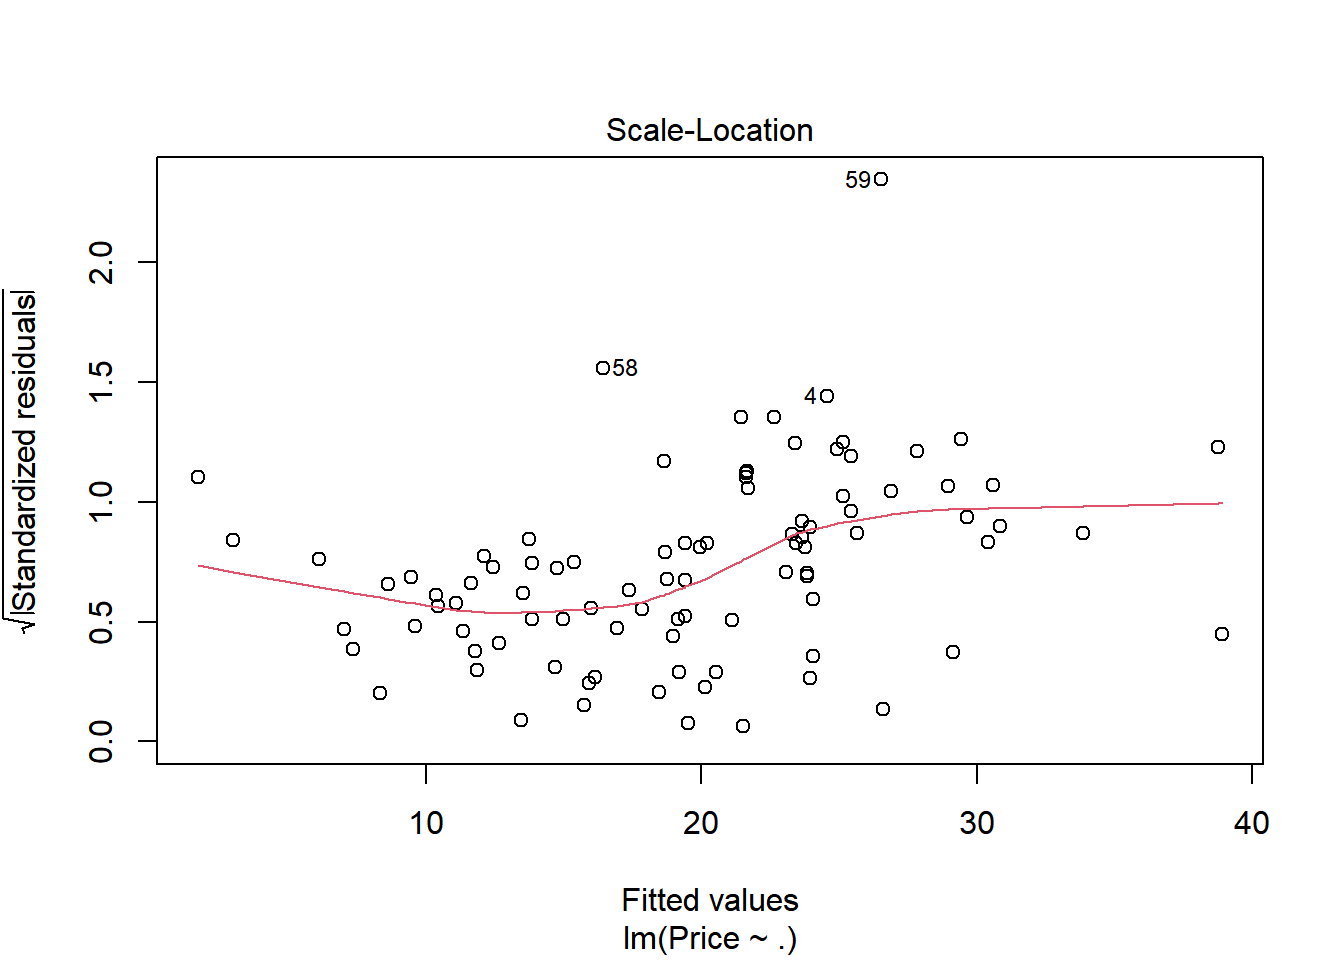 Scale-Location
√|Standardized residuals|
2.0
1.5
1.0
0.5
0.0
59
58
4
10 20 30 40
Fitted values
lm(Price ~ .)